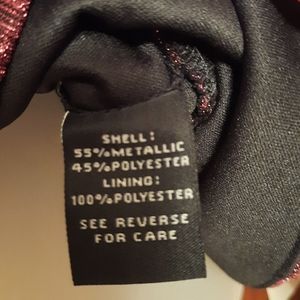 SHELL:
55%METALLIC
45%POLYESTER
LINING:
100%POLYESTER
SEE REVERSE
FOR CARE